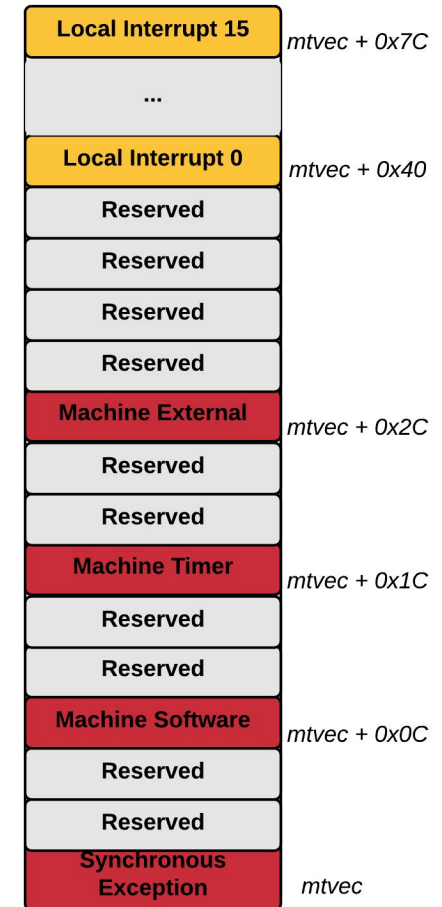 Local Interrupt 15
mtvec + 0x7C
...
Local Interrupt 0
mtvec + 0x40
Reserved
Reserved
Reserved
Reserved
Machine External
mtvec + 0x2C
Reserved
Reserved
Machine Timer
mtvec + 0x1C
Reserved
Reserved
Machine Software
mtvec + 0x0C
Reserved
Reserved
Synchronous
Exception
mtvec